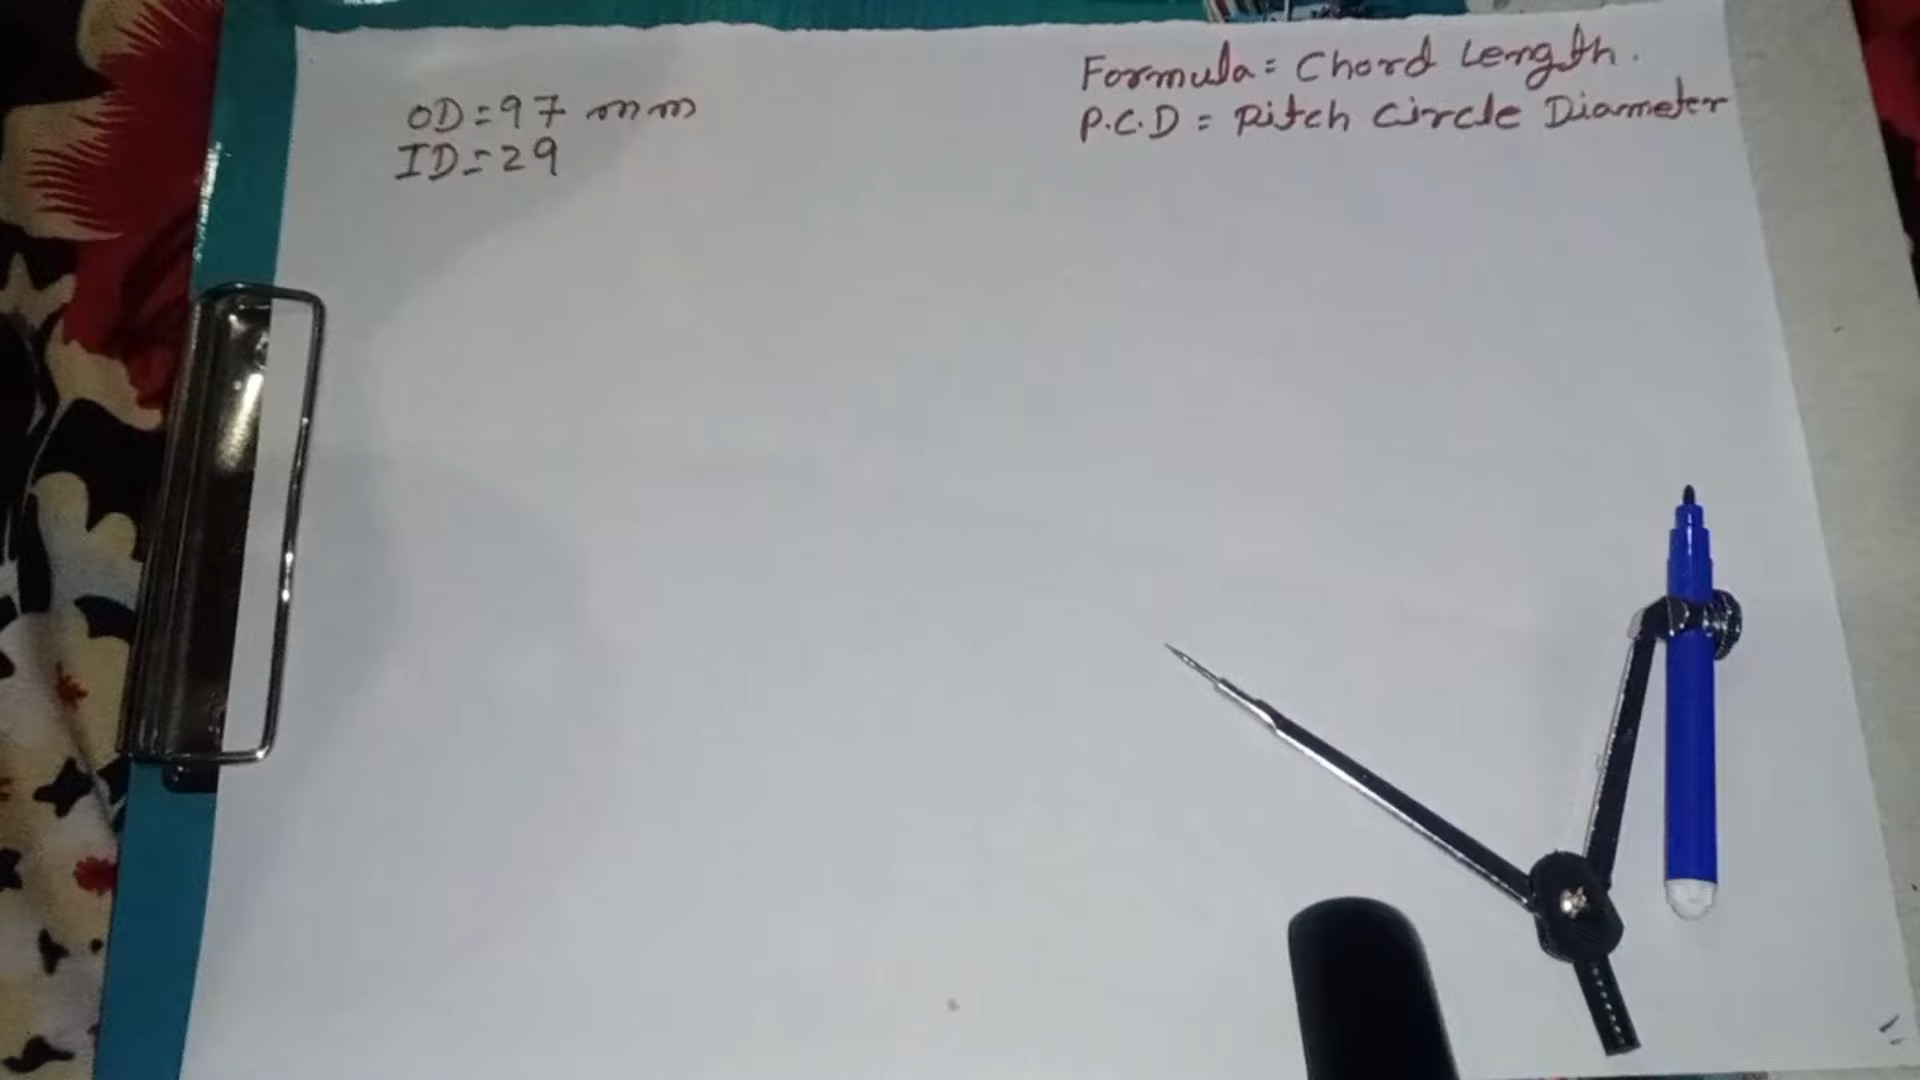 OD=97 mm
ID=29
Formula= Chord Length.
P.C.D = Pitch Circle Diameter